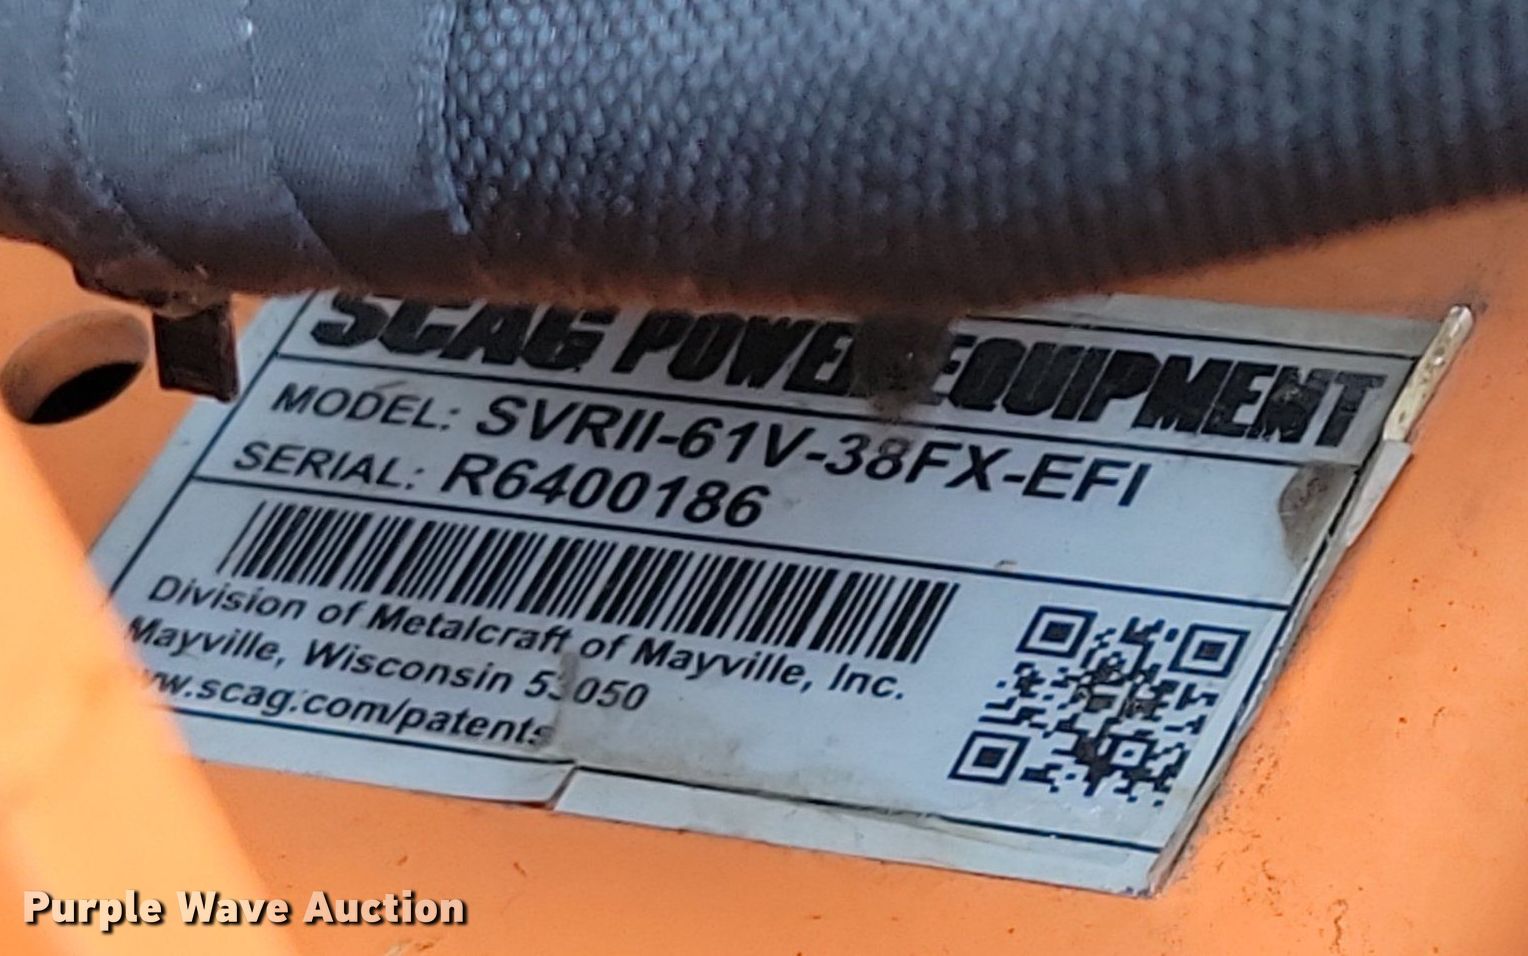 SCAG POWER EQUIPMENT
MODEL: SVRII-61V-38FX-EFI
SERIAL: R6400186
Division of Metalcraft of Mayville, Inc.
Mayville, Wisconsin 53050
www.scag.com/patents
Purple Wave Auction